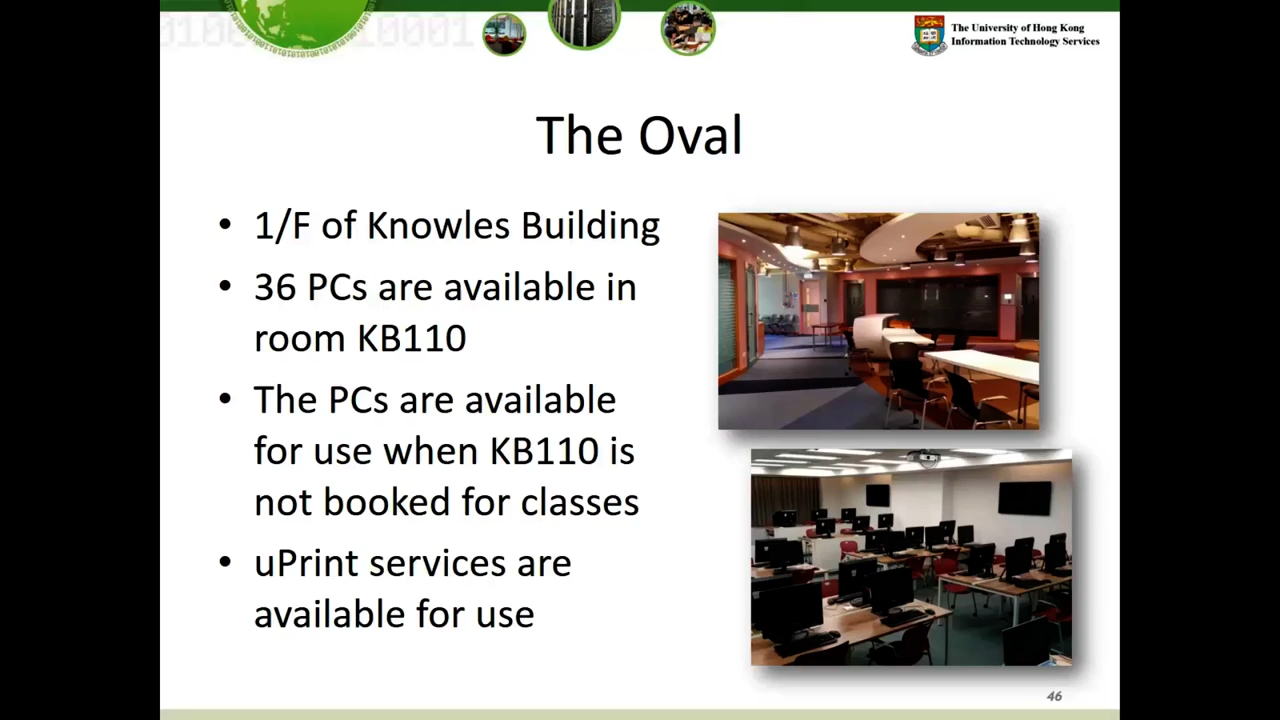 The University of Hong Kong
Information Technology Services
The Oval
• 1/F of Knowles Building
• 36 PCs are available in
room KB110
• The PCs are available
for use when KB110 is
not booked for classes
• uPrint services are
available for use
46